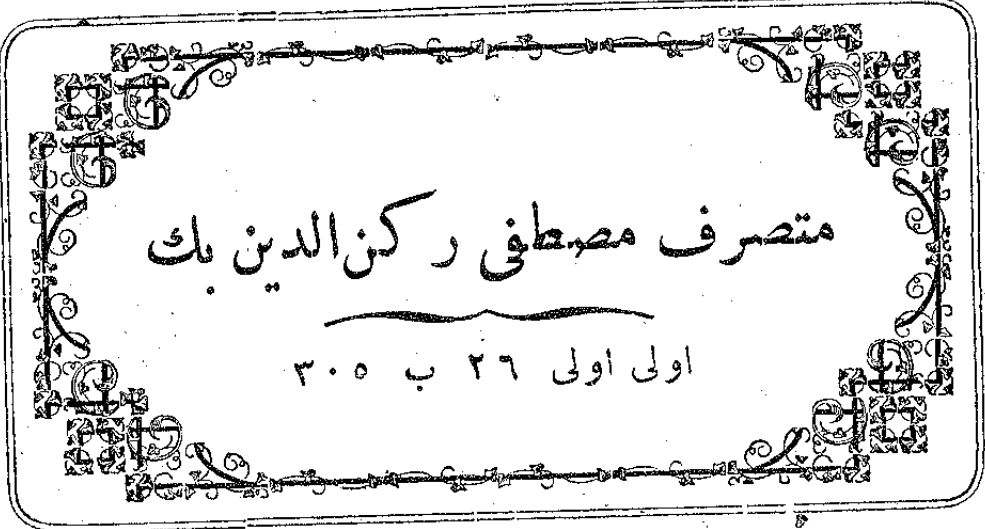 متصرف مصطفى ركن الدين بك
اولى اولى ٢٦ ب ٣٠٥